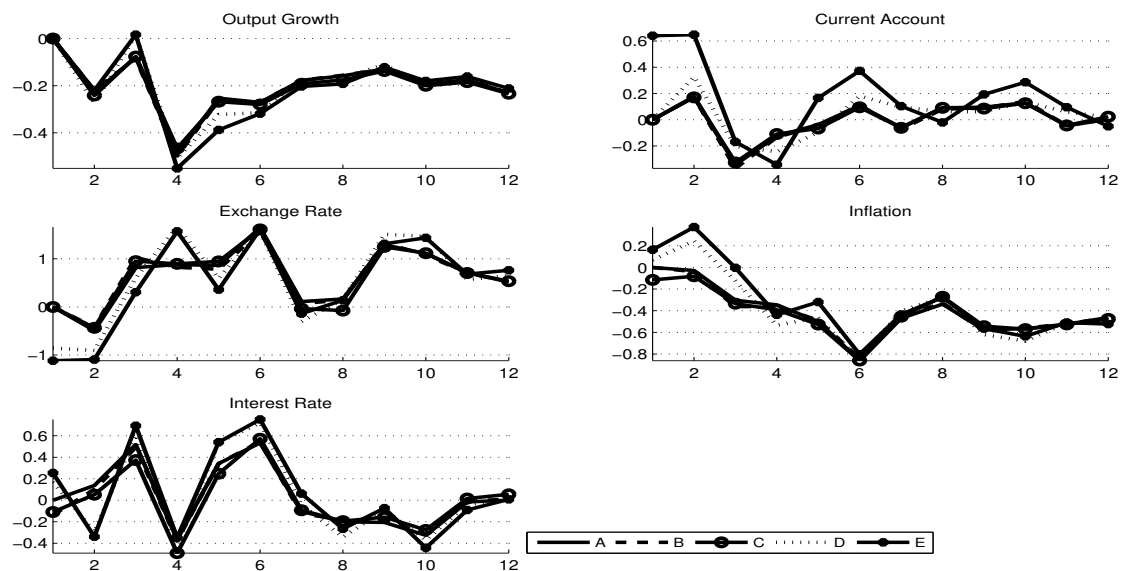 Output Growth
0
−0.2
−0.4
2 4 6 8 10 12
Current Account
0.6
0.4
0.2
0
−0.2
2 4 6 8 10 12
Exchange Rate
1
0
−1
2 4 6 8 10 12
Inflation
0.2
0
−0.2
−0.4
−0.6
−0.8
2 4 6 8 10 12
Interest Rate
0.6
0.4
0.2
0
−0.2
−0.4
2 4 6 8 10 12
A B C D E